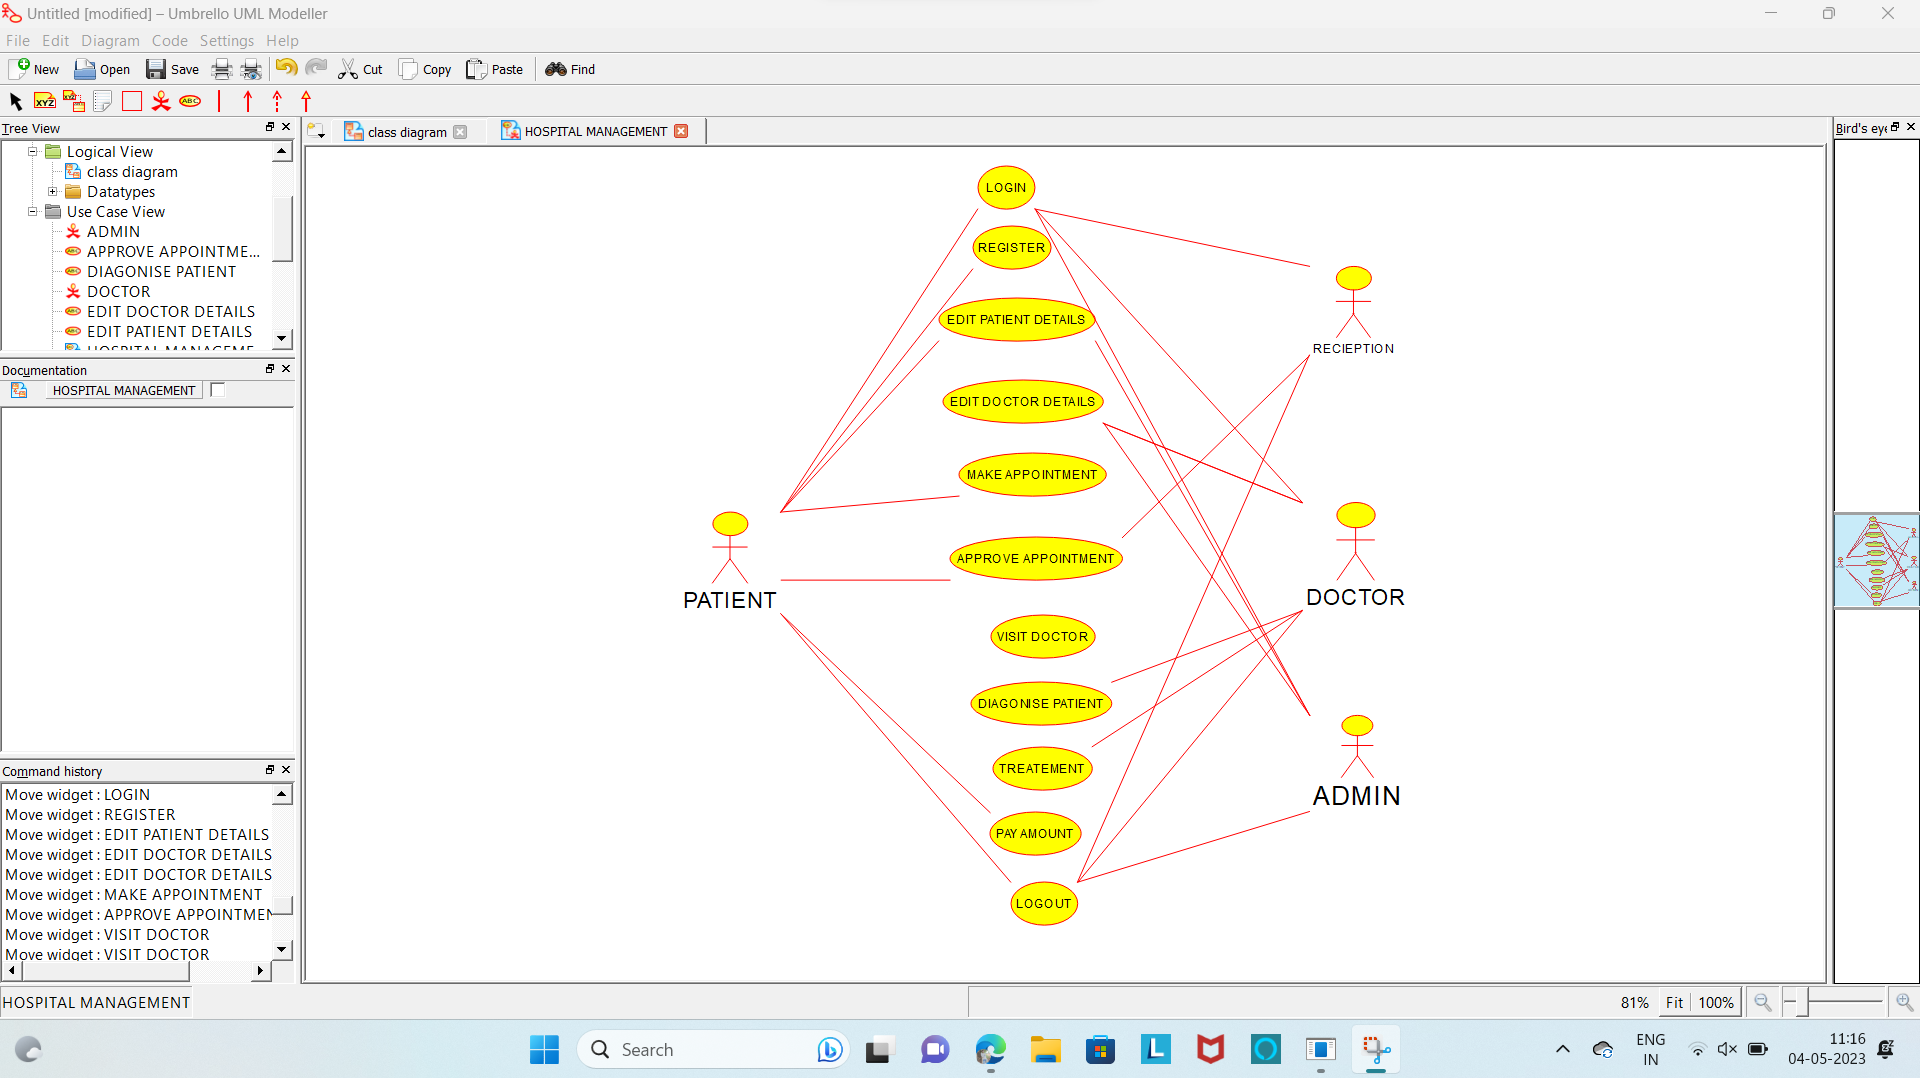 Untitled [modified] – Umbrello UML Modeller
File Edit Diagram Code Settings Help
New Open Save Cut Copy Paste Find
XYZ XYZ ABC
Tree View
Logical View
class diagram
Datatypes
Use Case View
ADMIN
APPROVE APPOINTME...
DIAGONISE PATIENT
DOCTOR
EDIT DOCTOR DETAILS
EDIT PATIENT DETAILS
Documentation
HOSPITAL MANAGEMENT
Command history
Move widget : LOGIN
Move widget : REGISTER
Move widget : EDIT PATIENT DETAILS
Move widget : EDIT DOCTOR DETAILS
Move widget : EDIT DOCTOR DETAILS
Move widget : MAKE APPOINTMENT
Move widget : APPROVE APPOINTMEN
Move widget : VISIT DOCTOR
Move widget : VISIT DOCTOR
class diagram
HOSPITAL MANAGEMENT
Bird's eye
LOGIN
REGISTER
EDIT PATIENT DETAILS
RECIEPTION
EDIT DOCTOR DETAILS
MAKE APPOINTMENT
APPROVE APPOINTMENT
PATIENT
DOCTOR
VISIT DOCTOR
DIAGONISE PATIENT
TREATEMENT
ADMIN
PAY AMOUNT
LOGOUT
HOSPITAL MANAGEMENT
81% Fit 100%
Search
L
ENG
IN
11:16
04-05-2023